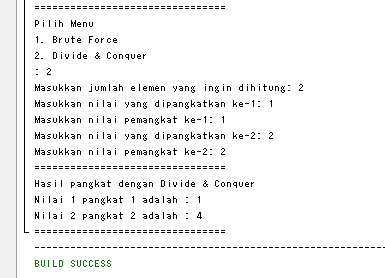 ================================
Pilih Menu
1. Brute Force
2. Divide & Conquer
: 2
Masukkan jumlah elemen yang ingin dihitung: 2
Masukkan nilai yang dipangkatkan ke-1: 1
Masukkan nilai pemangkat ke-1: 1
Masukkan nilai yang dipangkatkan ke-2: 2
Masukkan nilai pemangkat ke-2: 2
================================
Hasil pangkat dengan Divide & Conquer
Nilai 1 pangkat 1 adalah : 1
Nilai 2 pangkat 2 adalah : 4
================================
------------------------------------------------------------
BUILD SUCCESS